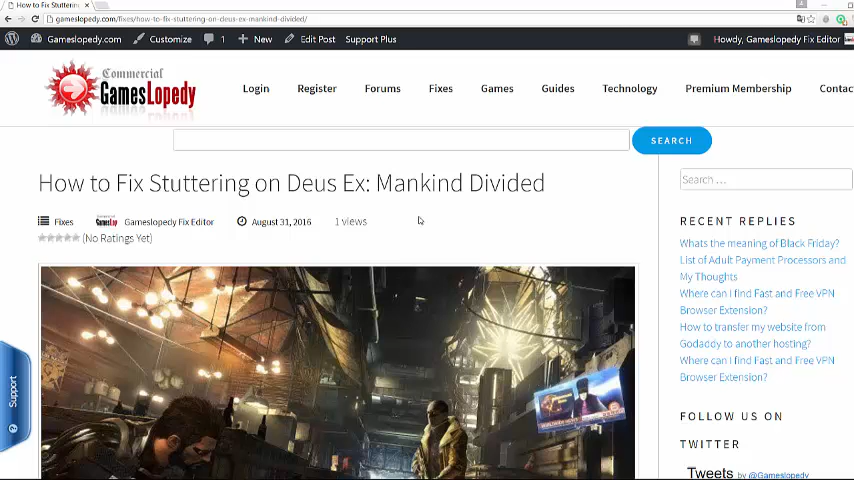 How to Fix Stutterin
gameslopedy.com/fixes/how-to-fix-stuttering-on-deus-ex-mankind-divided/
Gameslopedy.com Customize 1 New Edit Post Support Plus Howdy, Gameslopedy Fix Editor
Commercial
GamesLopedy
Login Register Forums Fixes Games Guides Technology Premium Membership Contac
SEARCH
How to Fix Stuttering on Deus Ex: Mankind Divided
Search …
Fixes Gameslopedy Fix Editor August 31, 2016 1 views
(No Ratings Yet)
RECENT REPLIES
Whats the meaning of Black Friday?
List of Adult Payment Processors and
My Thoughts
Where can I find Fast and Free VPN
Browser Extension?
How to transfer my website from
Godaddy to another hosting?
Where can I find Fast and Free VPN
Browser Extension?
Support
FOLLOW US ON
TWITTER
Tweets by @Gameslopedy